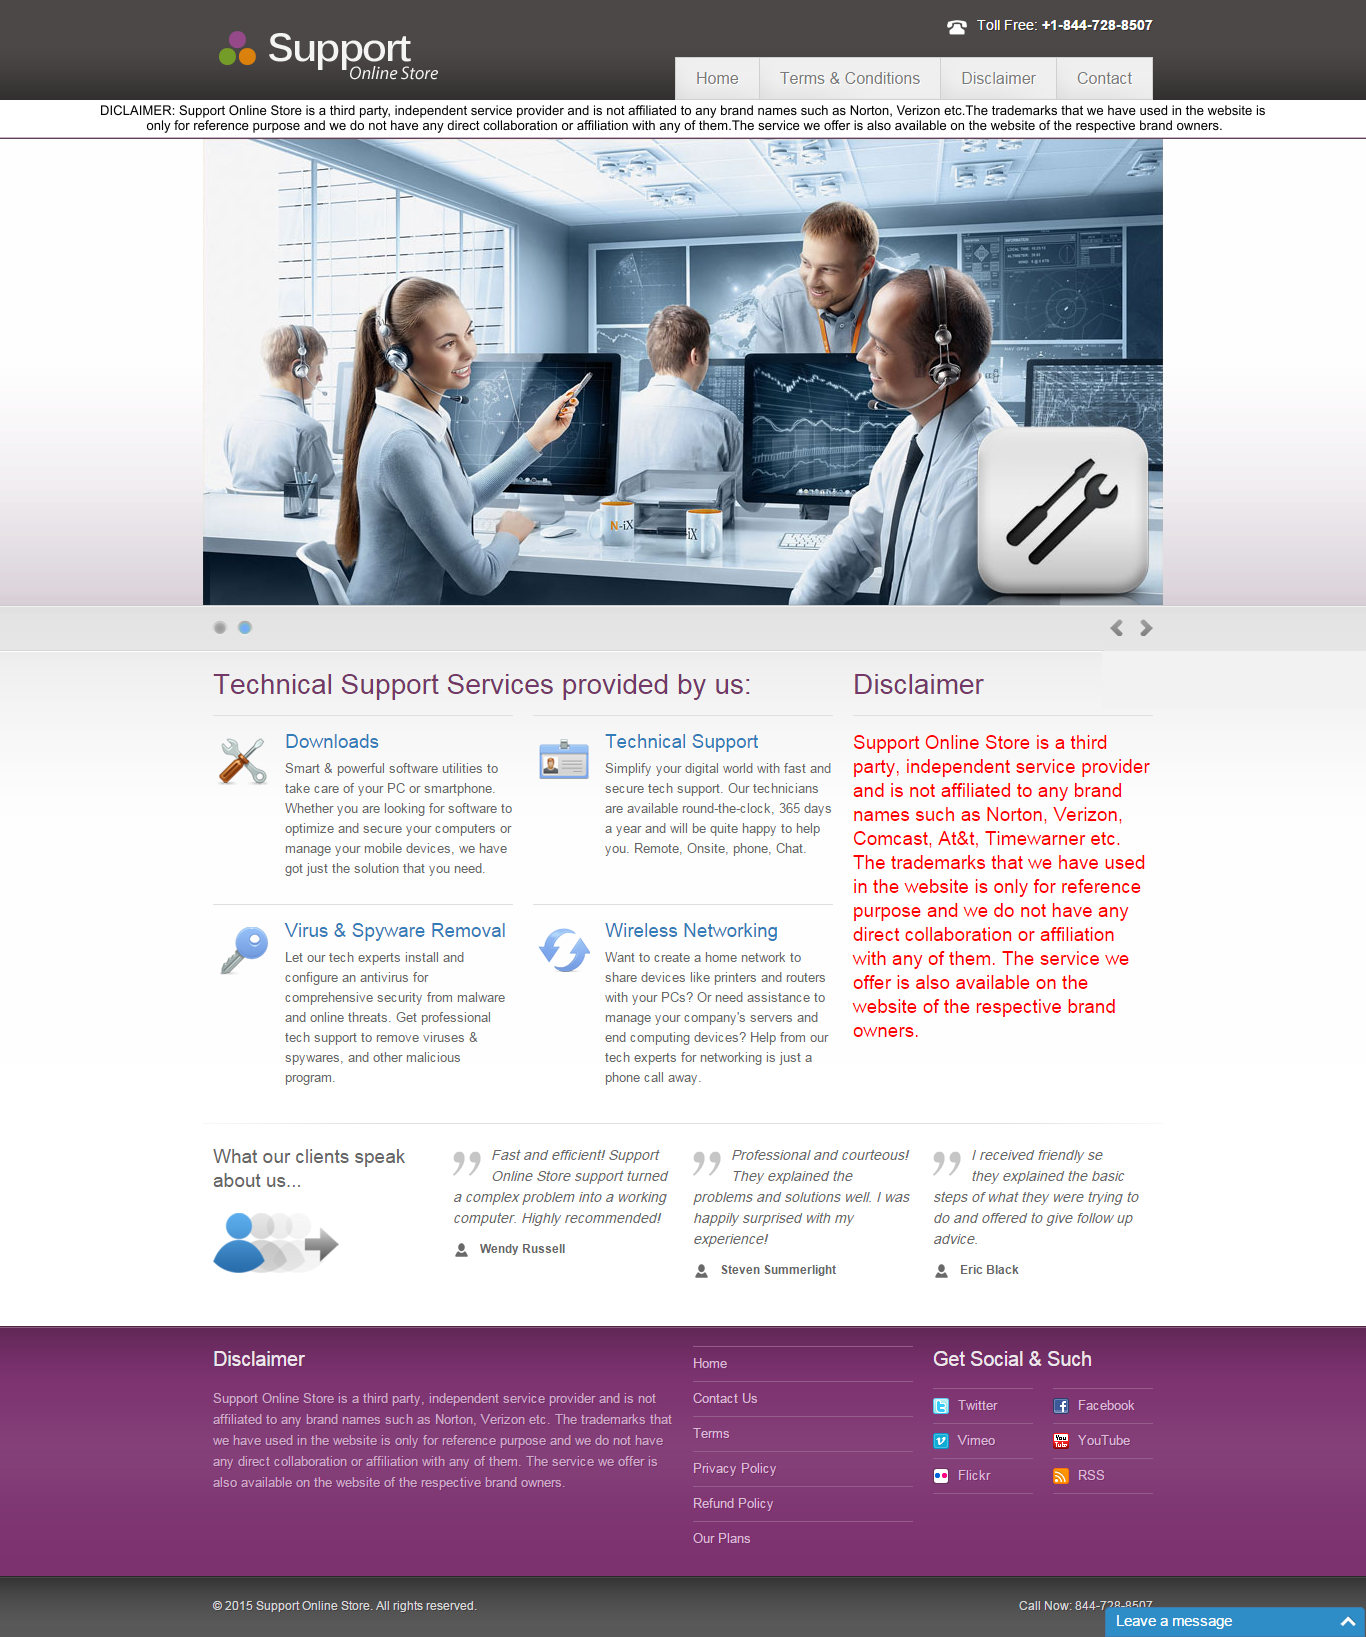 Toll Free: +1-844-728-8507
Support
Online Store
Home
Terms & Conditions
Disclaimer
Contact
DICLAIMER: Support Online Store is a third party, independent service provider and is not affiliated to any brand names such as Norton, Verizon etc.The trademarks that we have used in the website is
only for reference purpose and we do not have any direct collaboration or affiliation with any of them.The service we offer is also available on the website of the respective brand owners.
N-iX
iX
Technical Support Services provided by us:
Downloads
Smart & powerful software utilities to
take care of your PC or smartphone.
Whether you are looking for software to
optimize and secure your computers or
manage your mobile devices, we have
got just the solution that you need.
Technical Support
Simplify your digital world with fast and
secure tech support. Our technicians
are available round-the-clock, 365 days
a year and will be quite happy to help
you. Remote, Onsite, phone, Chat.
Virus & Spyware Removal
Let our tech experts install and
configure an antivirus for
comprehensive security from malware
and online threats. Get professional
tech support to remove viruses &
spywares, and other malicious
program.
Wireless Networking
Want to create a home network to
share devices like printers and routers
with your PCs? Or need assistance to
manage your company's servers and
end computing devices? Help from our
tech experts for networking is just a
phone call away.
Disclaimer
Support Online Store is a third
party, independent service provider
and is not affiliated to any brand
names such as Norton, Verizon,
Comcast, At&t, Timewarner etc.
The trademarks that we have used
in the website is only for reference
purpose and we do not have any
direct collaboration or affiliation
with any of them. The service we
offer is also available on the
website of the respective brand
owners.
What our clients speak
about us...
Fast and efficient! Support
Online Store support turned
a complex problem into a working
computer. Highly recommended!
Wendy Russell
Professional and courteous!
They explained the
problems and solutions well. I was
happily surprised with my
experience!
Steven Summerlight
I received friendly se
they explained the basic
steps of what they were trying to
do and offered to give follow up
advice.
Eric Black
Disclaimer
Support Online Store is a third party, independent service provider and is not
affiliated to any brand names such as Norton, Verizon etc. The trademarks that
we have used in the website is only for reference purpose and we do not have
any direct collaboration or affiliation with any of them. The service we offer is
also available on the website of the respective brand owners.
Home
Contact Us
Terms
Privacy Policy
Refund Policy
Our Plans
Get Social & Such
Twitter
Facebook
Vimeo
YouTube
Flickr
RSS
© 2015 Support Online Store. All rights reserved.
Call Now: 844-728-8507
Leave a message